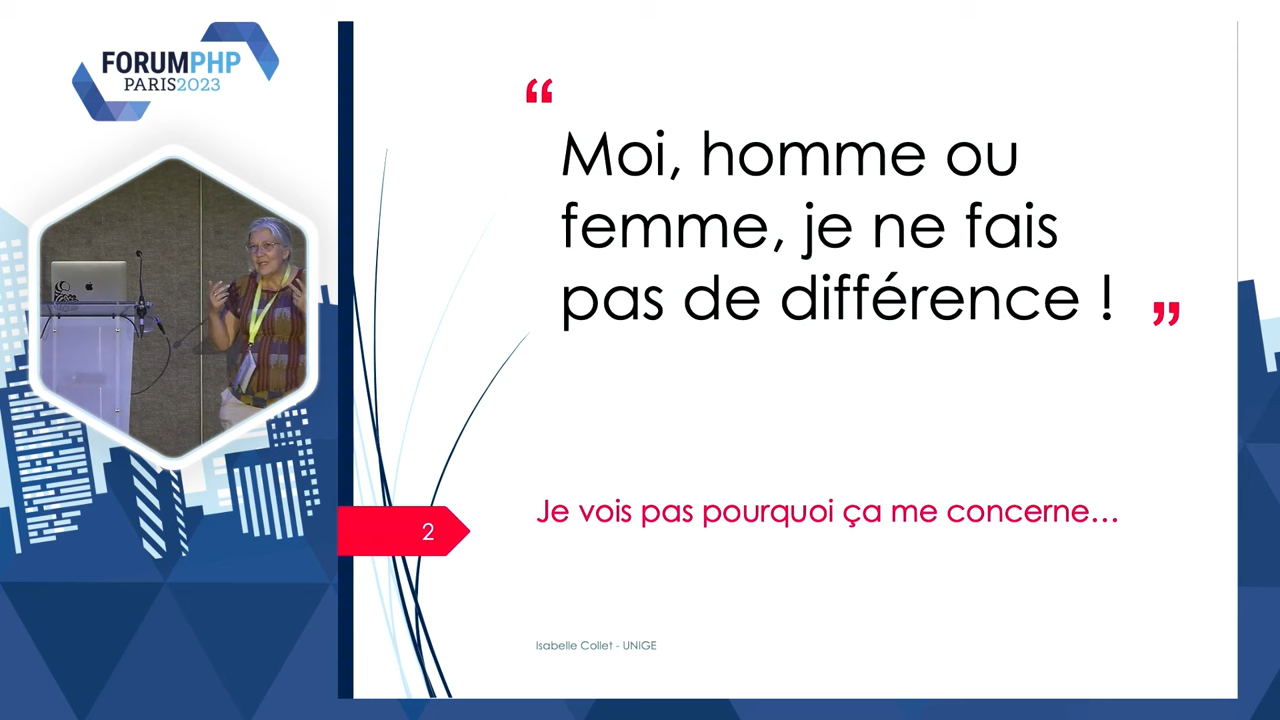 FORUMPHP
PARIS2023
“
Moi, homme ou
femme, je ne fais
pas de différence !
”
Je vois pas pourquoi ça me concerne...
2
Isabelle Collet - UNIGE